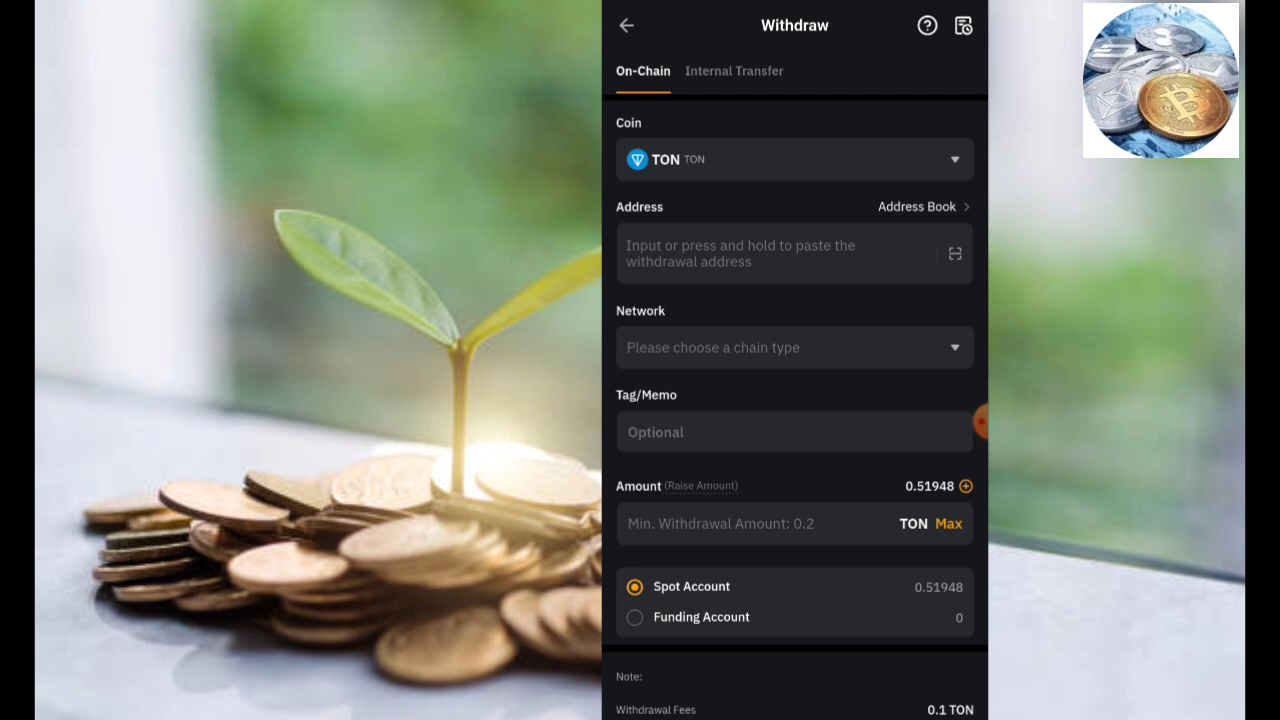 Withdraw
On-Chain Internal Transfer
Coin
TON TON
Address Address Book
Input or press and hold to paste the
withdrawal address
Network
Please choose a chain type
Tag/Memo
Optional
Amount (Raise Amount) 0.51948
Min. Withdrawal Amount: 0.2 TON Max
Spot Account 0.51948
Funding Account 0
Note:
Withdrawal Fees 0.1 TON